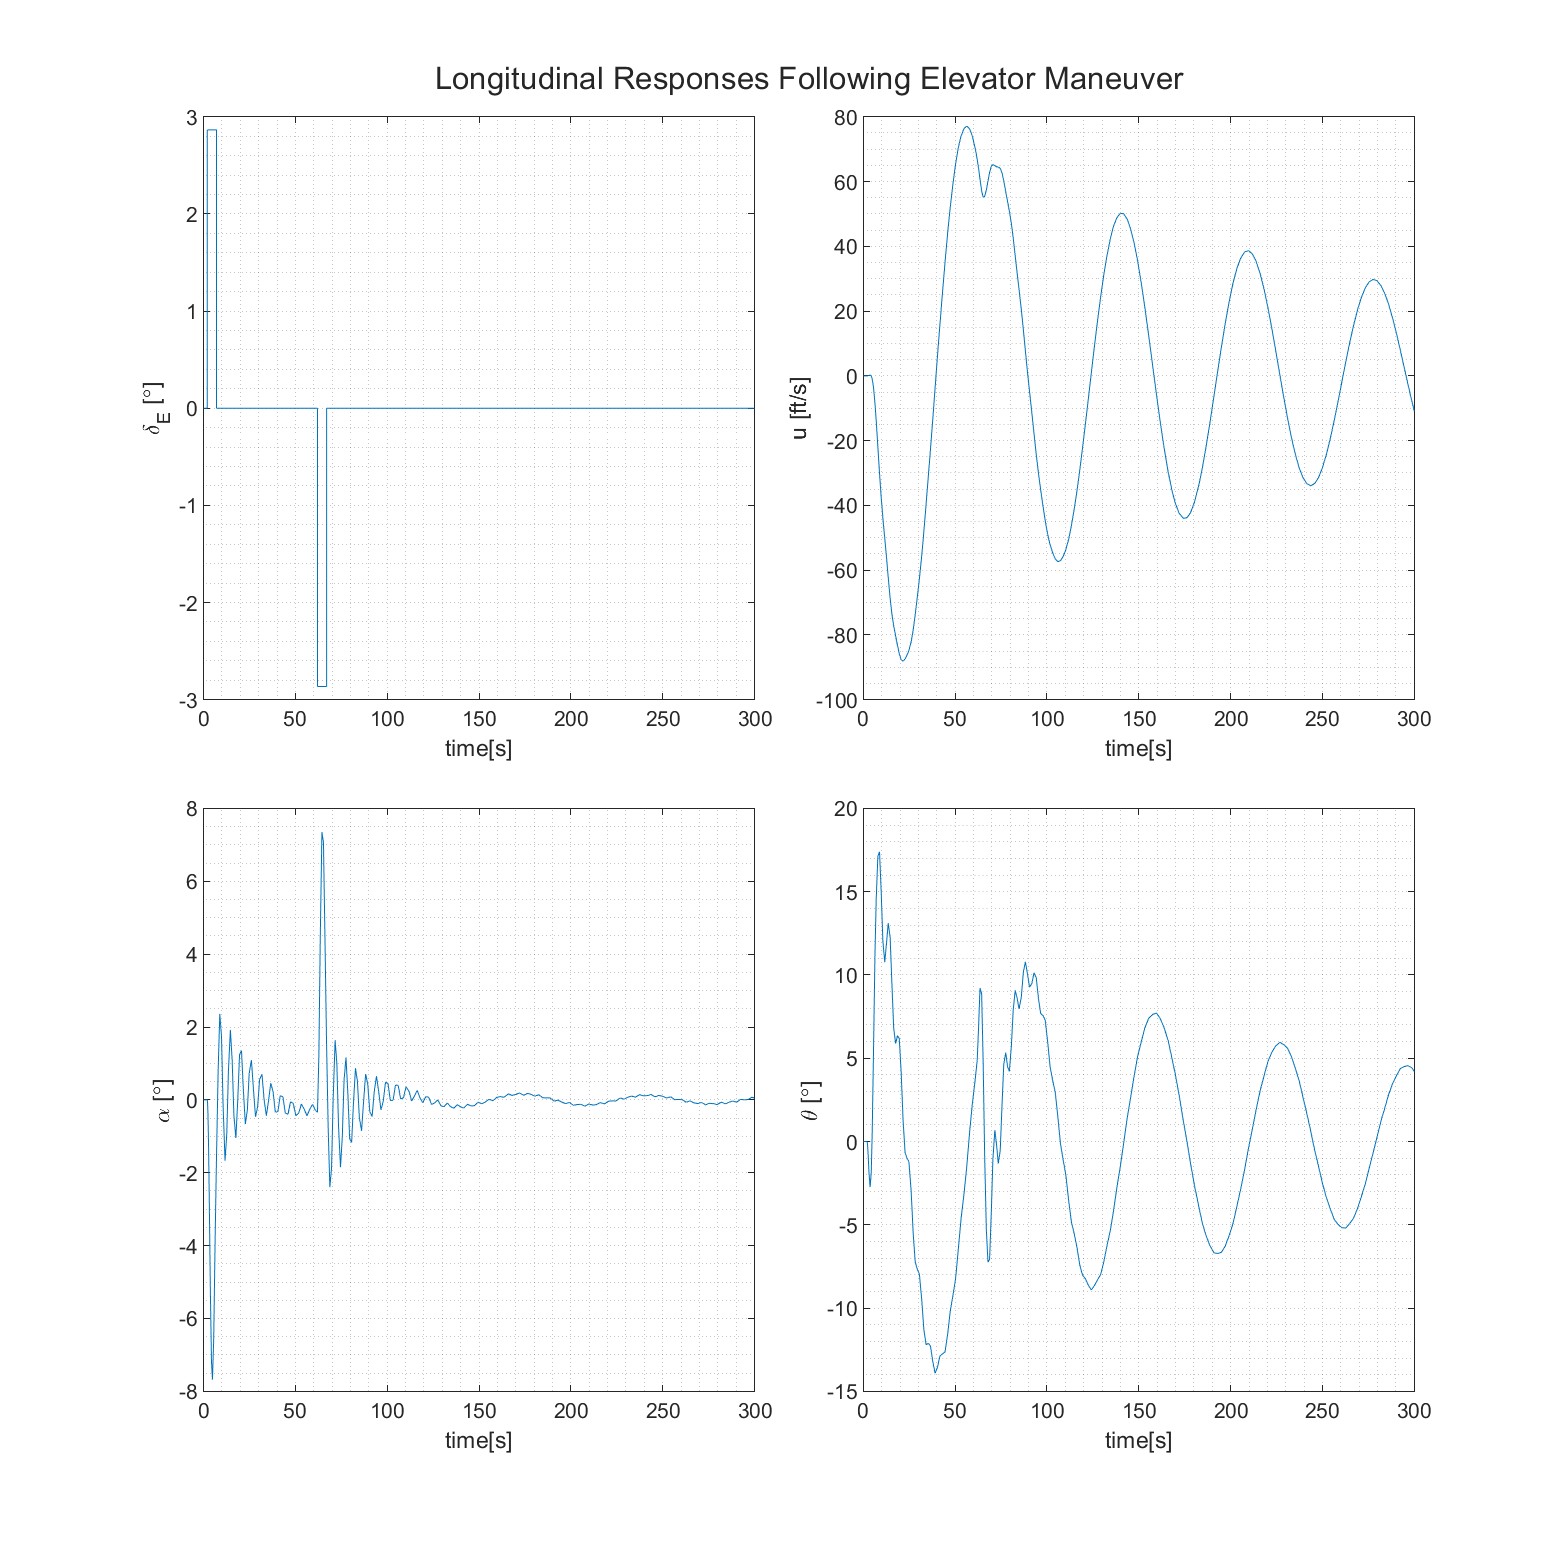 Longitudinal Responses Following Elevator Maneuver
3
2
1
0
-1
-2
-3
δE [°]
0 50 100 150 200 250 300
time[s]
80
60
40
20
0
-20
-40
-60
-80
-100
u [ft/s]
0 50 100 150 200 250 300
time[s]
8
6
4
2
0
-2
-4
-6
-8
α [°]
0 50 100 150 200 250 300
time[s]
20
15
10
5
0
-5
-10
-15
θ [°]
0 50 100 150 200 250 300
time[s]